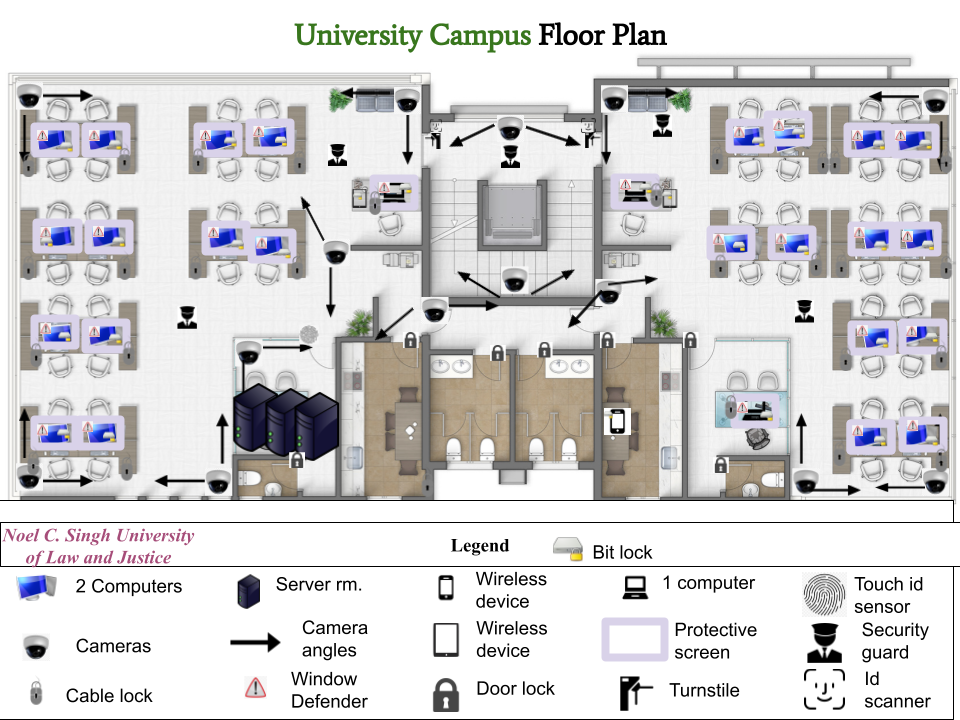 University Campus Floor Plan
Noel C. Singh University
of Law and Justice
Legend
Bit lock
2 Computers
Server rm.
Wireless
device
1 computer
Touch id
sensor
Cameras
Camera
angles
Wireless
device
Protective
screen
Security
guard
Cable lock
Window
Defender
Door lock
Turnstile
Id
scanner